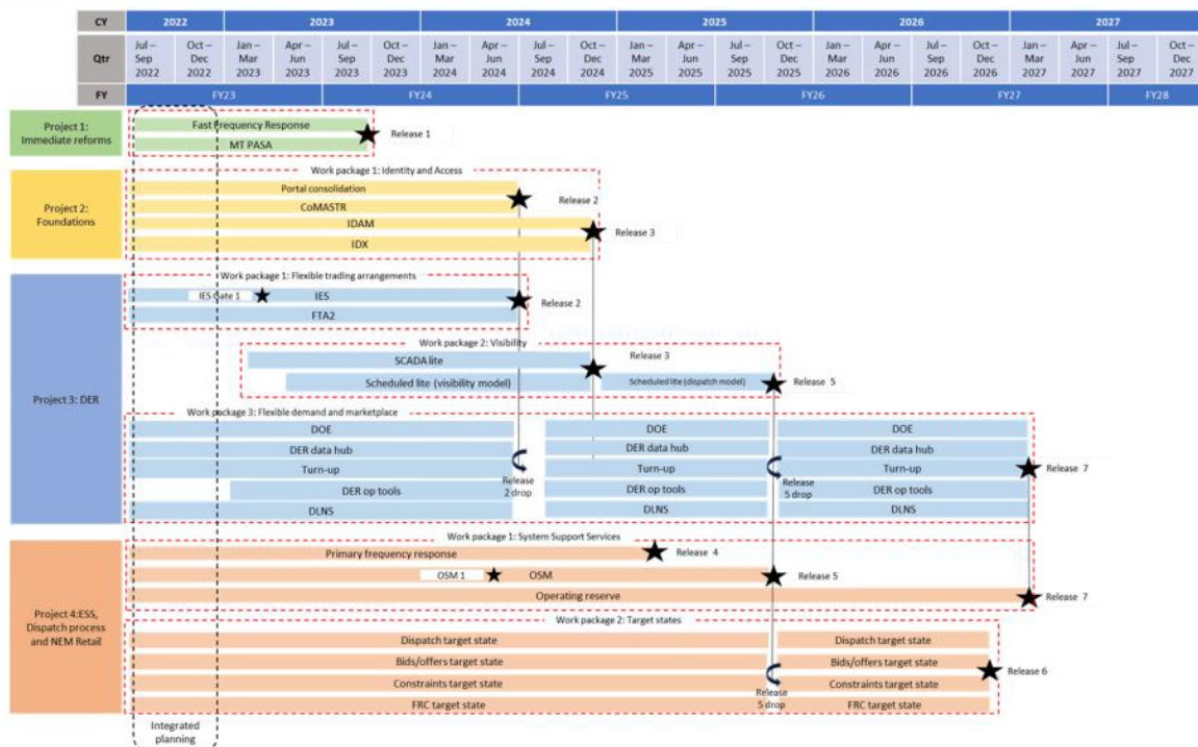 CY 2022 2023 2024 2025 2026 2027
Qtr
Jul – Sep 2022
Oct – Dec 2022
Jan – Mar 2023
Apr – Jun 2023
Jul – Sep 2023
Oct – Dec 2023
Jan – Mar 2024
Apr – Jun 2024
Jul – Sep 2024
Oct – Dec 2024
Jan – Mar 2025
Apr – Jun 2025
Jul – Sep 2025
Oct – Dec 2025
Jan – Mar 2026
Apr – Jun 2026
Jul – Sep 2026
Oct – Dec 2026
Jan – Mar 2027
Apr – Jun 2027
Jul – Sep 2027
Oct – Dec 2027
FY FY23 FY24 FY25 FY26 FY27 FY28
Project 1:
Immediate reforms
Fast Frequency Response
MT PASA
Release 1
Project 2:
Foundations
Work package 1: Identity and Access
Portal consolidation
CoMASTR
Release 2
IDAM
IDX
Release 3
Project 3: DER
Work package 1: Flexible trading arrangements
IES Gate 1
IES
FTA2
Release 2
Work package 2: Visibility
SCADA lite
Release 3
Scheduled lite (visibility model)
Scheduled lite (dispatch model)
Release 5
Work package 3: Flexible demand and marketplace
DOE DOE DOE
DER data hub DER data hub DER data hub
Turn-up Turn-up Turn-up
Release 7
DER op tools DER op tools DER op tools
DLNS DLNS DLNS
Release
2 drop
Release
5 drop
Project 4:ESS,
Dispatch process
and NEM Retail
Work package 1: System Support Services
Primary frequency response
Release 4
OSM 1
OSM
Release 5
Operating reserve
Release 7
Work package 2: Target states
Dispatch target state Dispatch target state
Bids/offers target state Bids/offers target state
Release 6
Constraints target state Constraints target state
FRC target state FRC target state
Release
5 drop
Integrated
planning